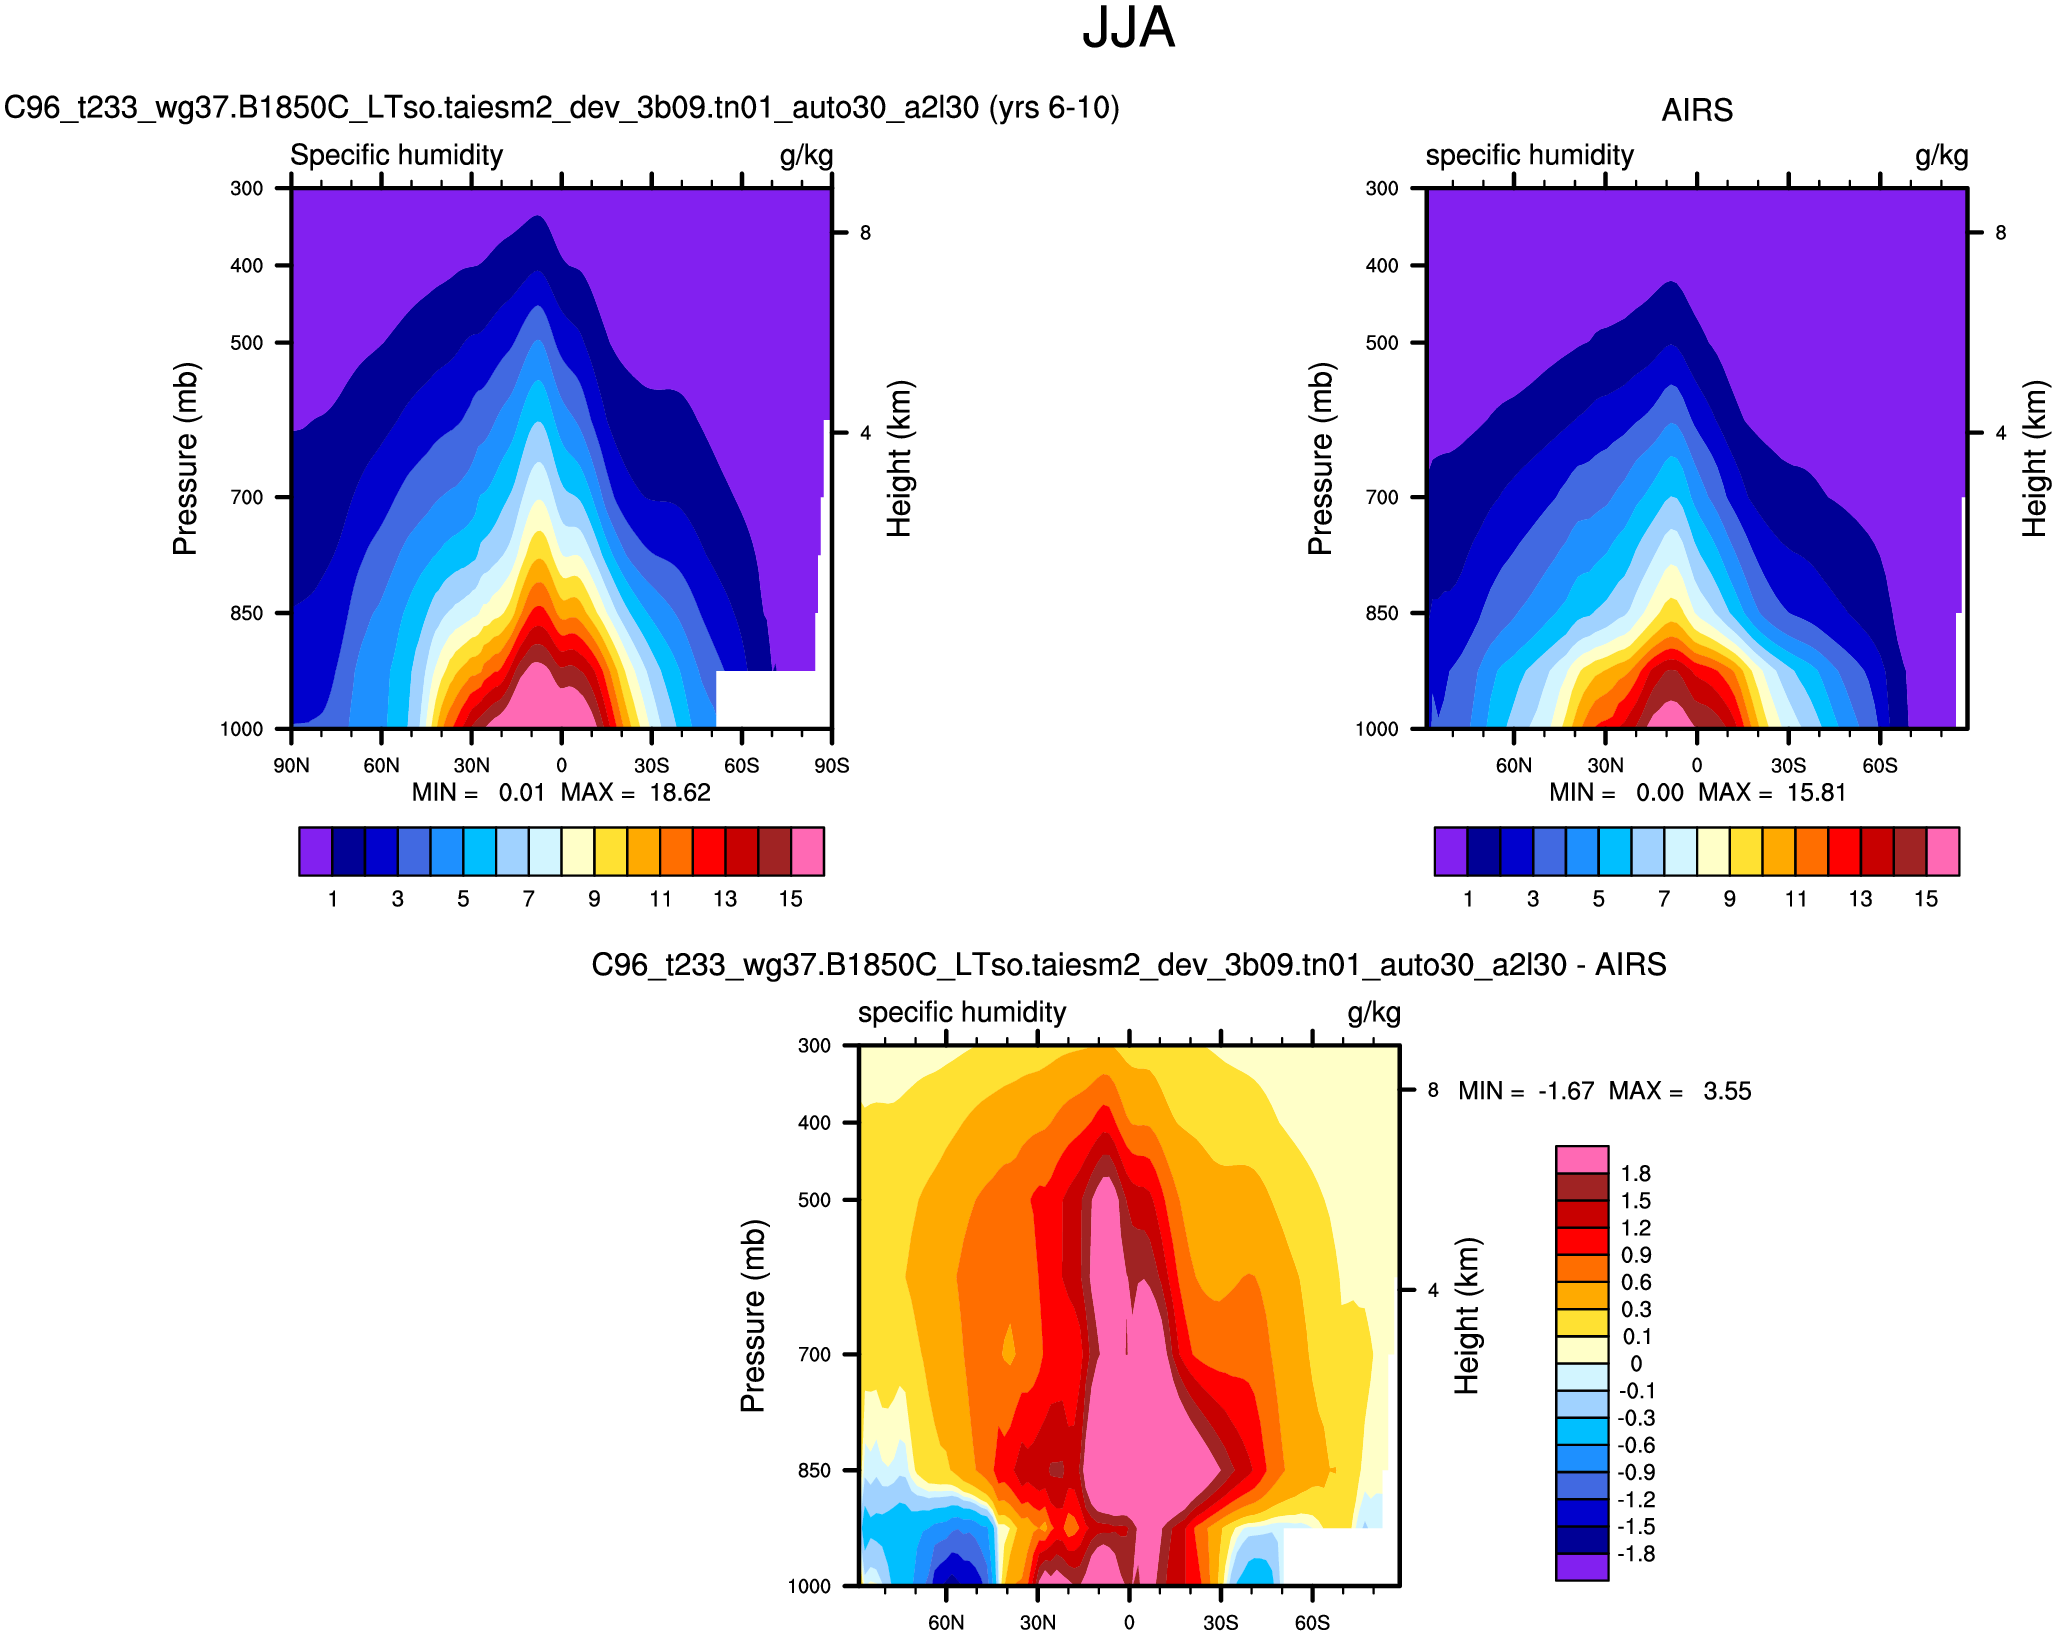 JJA
C96_t233_wg37.B1850C_LTso.taiesm2_dev_3b09.tn01_auto30_a2l30 (yrs 6-10)
Specific humidity g/kg
300
400
500
700
850
1000
Pressure (mb)
8
4
Height (km)
90N 60N 30N 0 30S 60S 90S
MIN = 0.01 MAX = 18.62
1 3 5 7 9 11 13 15
AIRS
specific humidity g/kg
300
400
500
700
850
1000
Pressure (mb)
8
4
Height (km)
60N 30N 0 30S 60S
MIN = 0.00 MAX = 15.81
1 3 5 7 9 11 13 15
C96_t233_wg37.B1850C_LTso.taiesm2_dev_3b09.tn01_auto30_a2l30 - AIRS
specific humidity g/kg
300
400
500
700
850
1000
Pressure (mb)
8
4
Height (km)
60N 30N 0 30S 60S
MIN = -1.67 MAX = 3.55
1.8
1.5
1.2
0.9
0.6
0.3
0.1
0
-0.1
-0.3
-0.6
-0.9
-1.2
-1.5
-1.8